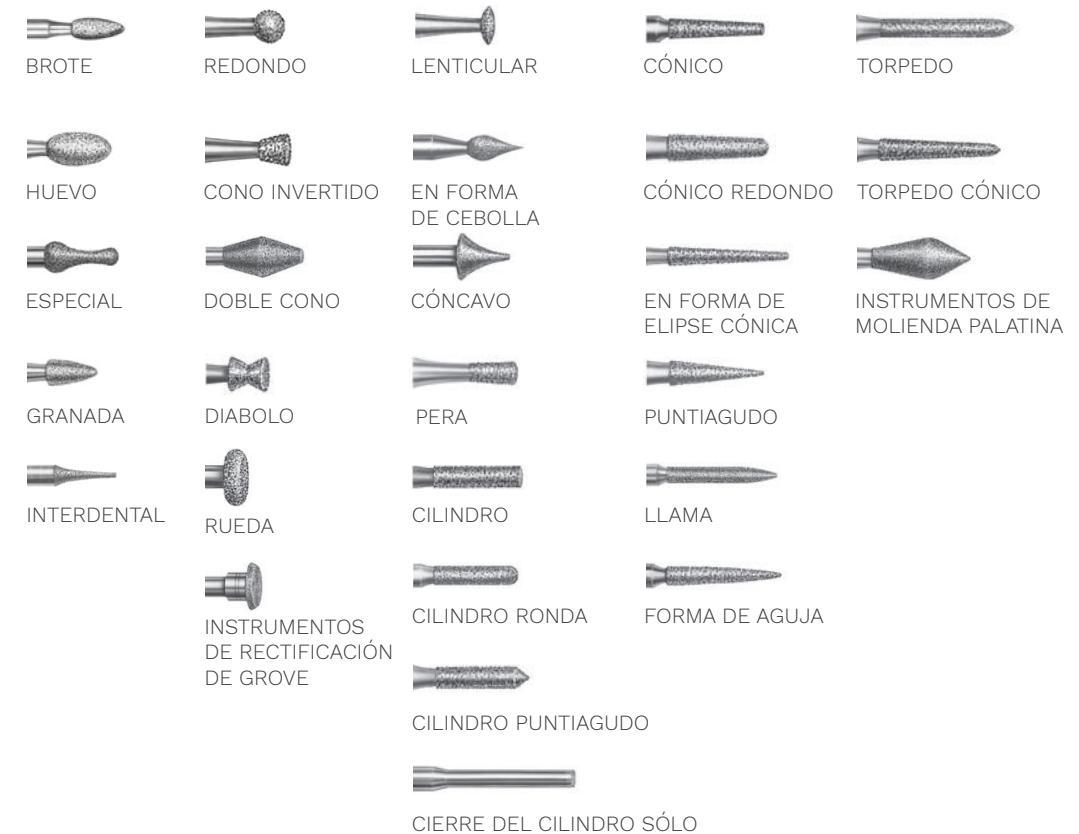 BROTE
REDONDO
LENTICULAR
CÓNICO
TORPEDO
HUEVO
CONO INVERTIDO
EN FORMA
DE CEBOLLA
CÓNICO REDONDO
TORPEDO CÓNICO
ESPECIAL
DOBLE CONO
CÓNCAVO
EN FORMA DE
ELIPSE CÓNICA
INSTRUMENTOS DE
MOLIENDA PALATINA
GRANADA
DIABOLO
PERA
PUNTIAGUDO
INTERDENTAL
RUEDA
CILINDRO
LLAMA
INSTRUMENTOS
DE RECTIFICACIÓN
DE GROVE
CILINDRO RONDA
FORMA DE AGUJA
CILINDRO PUNTIAGUDO
CIERRE DEL CILINDRO SÓLO